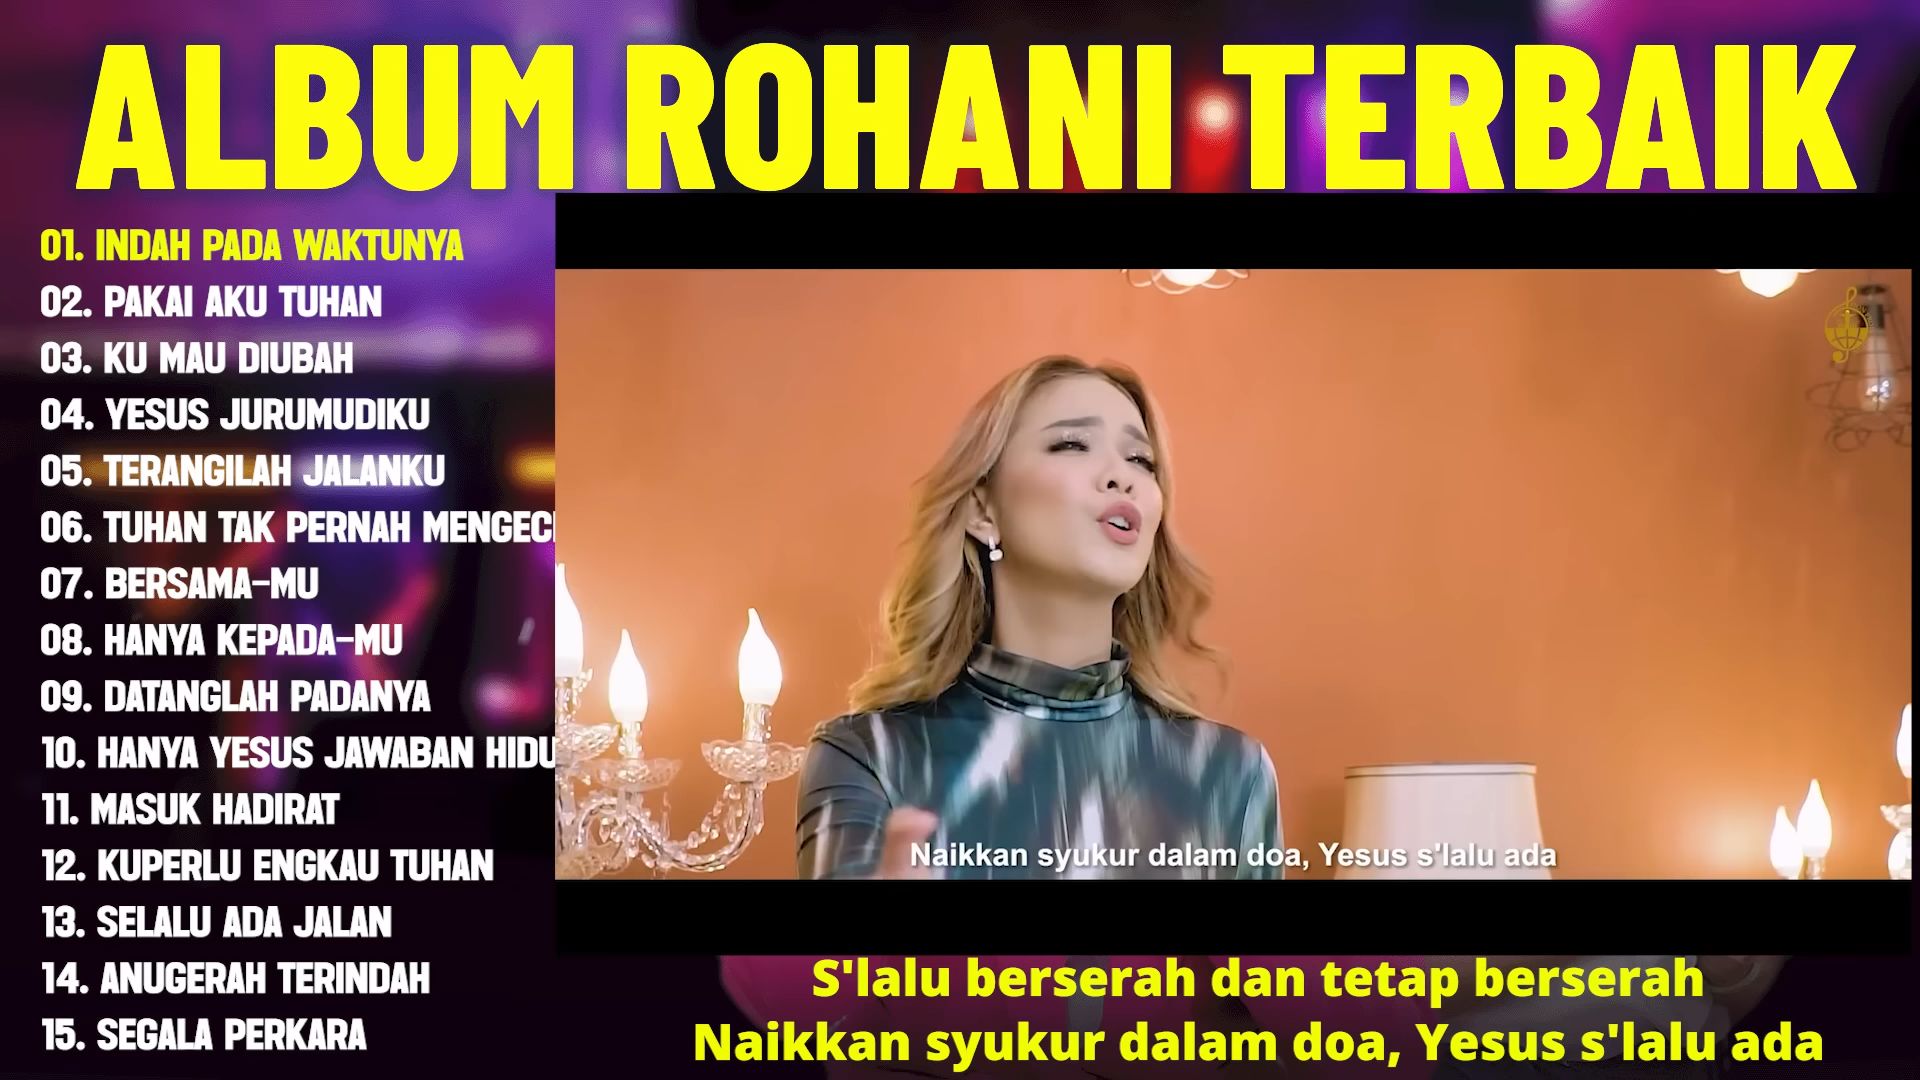 ALBUM ROHANI TERBAIK
01. INDAH PADA WAKTUNYA
02. PAKAI AKU TUHAN
03. KU MAU DIUBAH
04. YESUS JURUMUDIKU
05. TERANGILAH JALANKU
06. TUHAN TAK PERNAH
07. BERSAMA-MU
08. HANYA KEPADA-MU
09. DATANGLAH PADANYA
10. HANYA YESUS JAWABAN
11. MASUK HADIRAT
12. KUPERLU ENGKAU TUHAN
13. SELALU ADA JALAN
14. ANUGERAH TERINDAH
15. SEGALA PERKARA
Naikkan syukur dalam doa, Yesus s'lalu ada
S'lalu berserah dan tetap berserah
Naikkan syukur dalam doa, Yesus s'lalu ada